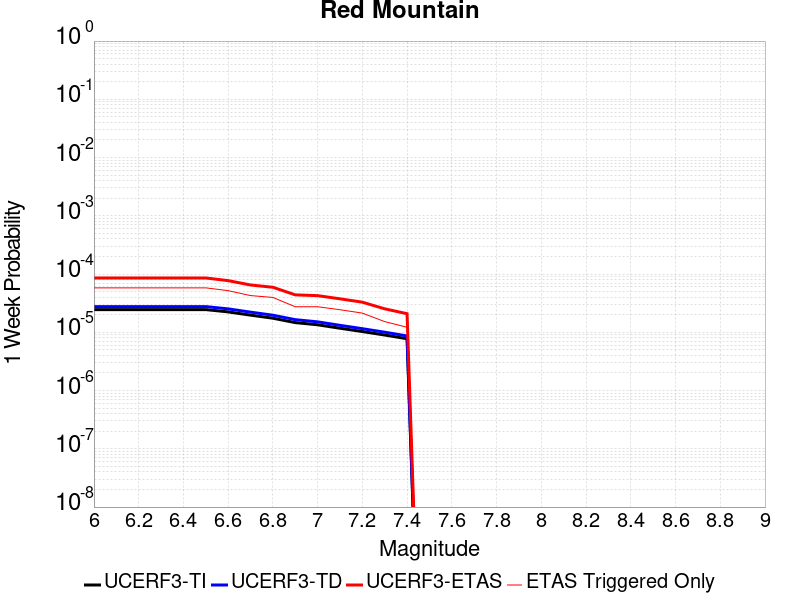 Red Mountain
10^0
10^-1
10^-2
10^-3
10^-4
10^-5
10^-6
10^-7
10^-8
1 Week Probability
6 6.2 6.4 6.6 6.8 7 7.2 7.4 7.6 7.8 8 8.2 8.4 8.6 8.8 9
Magnitude
UCERF3-TI UCERF3-TD UCERF3-ETAS ETAS Triggered Only